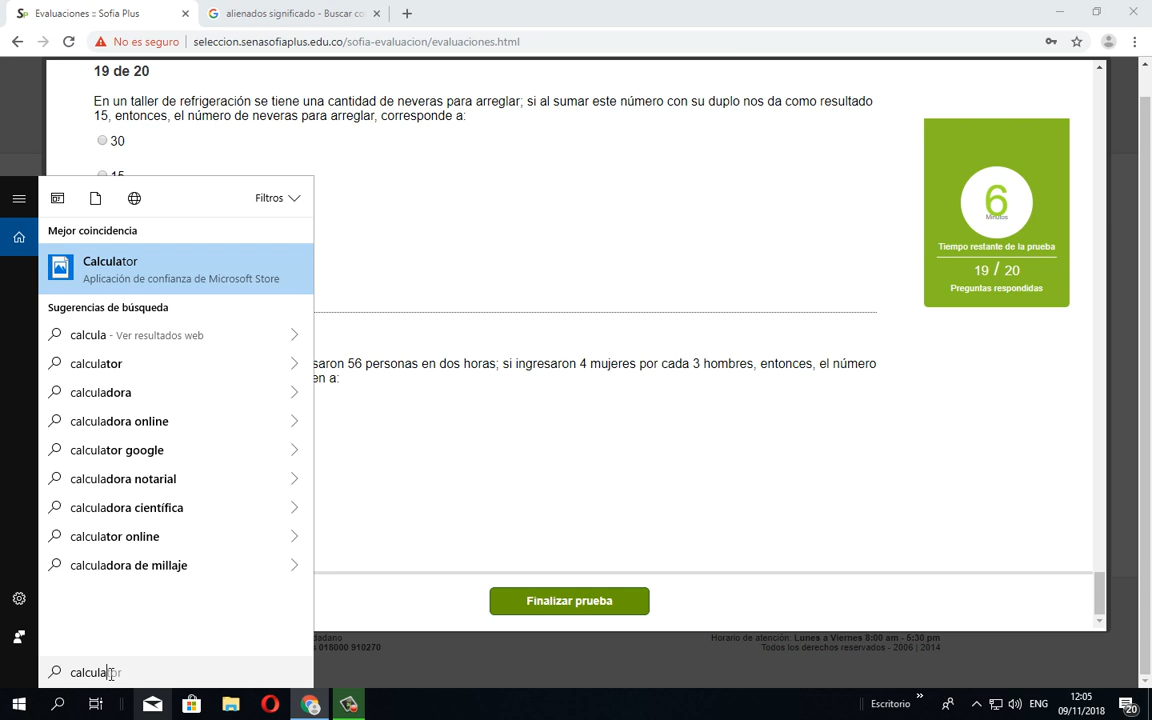 Evaluaciones :: Sofia Plus
alienados significado - Buscar co
No es seguro
seleccion.senasofiaplus.edu.co/sofia-evaluacion/evaluaciones.html
19 de 20
En un taller de refrigeración se tiene una cantidad de neveras para arreglar; si al sumar este número con su duplo nos da como resultado
15, entonces, el número de neveras para arreglar, corresponde a:
30
15
6
Minutos
Tiempo restante de la prueba
19 / 20
Preguntas respondidas
Filtros
Mejor coincidencia
Calculator
Aplicación de confianza de Microsoft Store
Sugerencias de búsqueda
calcula - Ver resultados web
calculator
calculadora
calculadora online
calculator google
calculadora notarial
calculadora científica
calculator online
calculadora de millaje
saron 56 personas en dos horas; si ingresaron 4 mujeres por cada 3 hombres, entonces, el número
en a:
Finalizar prueba
dadano
018000 910270
Horario de atención: Lunes a Viernes 8:00 am - 5:30 pm
Todos los derechos reservados - 2006 | 2014
calculator
Escritorio
ENG
12:05
09/11/2018
20